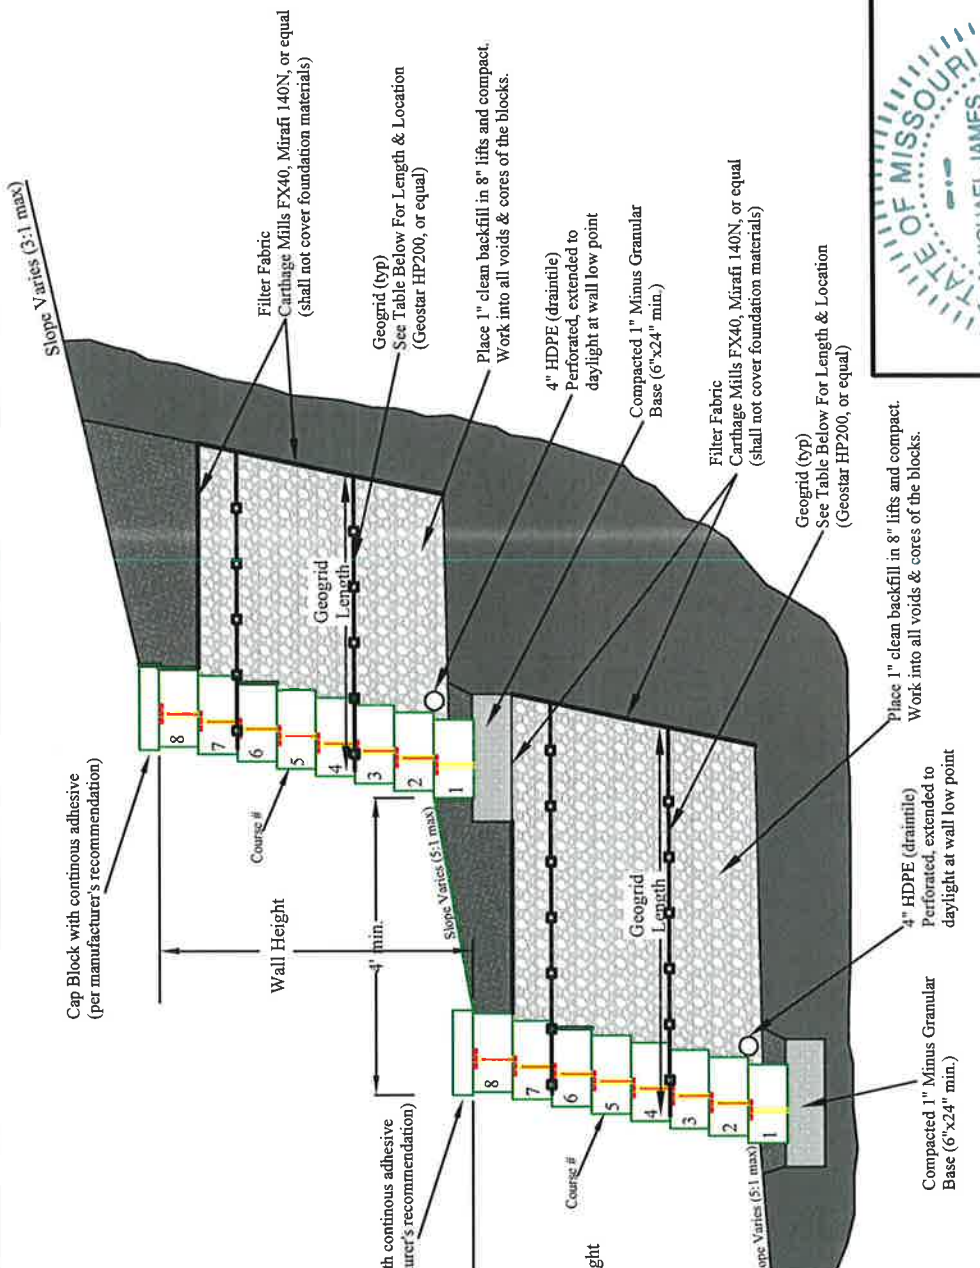 Slope Varies (3:1 max)
Cap Block with continous adhesive
(per manufacturer's recommendation)
Filter Fabric
Carthage Mills FX40, Mirafi 140N, or equal
(shall not cover foundation materials)
Geogrid (typ)
See Table Below For Length & Location
(Geostar HP200, or equal)
Place 1" clean backfill in 8" lifts and compact.
Work into all voids & cores of the blocks.
4" HDPE (draintile)
Perforated, extended to
daylight at wall low point
Compacted 1" Minus Granular
Base (6"x24" min.)
Course #
8
7
6
5
4
3
2
1
Geogrid
Length
Wall Height
4' min.
Slope Varies (5:1 max)
continous adhesive
recommendation)
Filter Fabric
Carthage Mills FX40, Mirafi 140N, or equal
(shall not cover foundation materials)
Geogrid (typ)
See Table Below For Length & Location
(Geostar HP200, or equal)
Place 1" clean backfill in 8" lifts and compact.
Work into all voids & cores of the blocks.
4" HDPE (draintile)
Perforated, extended to
daylight at wall low point
Compacted 1" Minus Granular
Base (6"x24" min.)
Course #
8
7
6
5
4
3
2
1
Geogrid
Length
Varies (5:1 max)
OF MISSOURI
JAMES